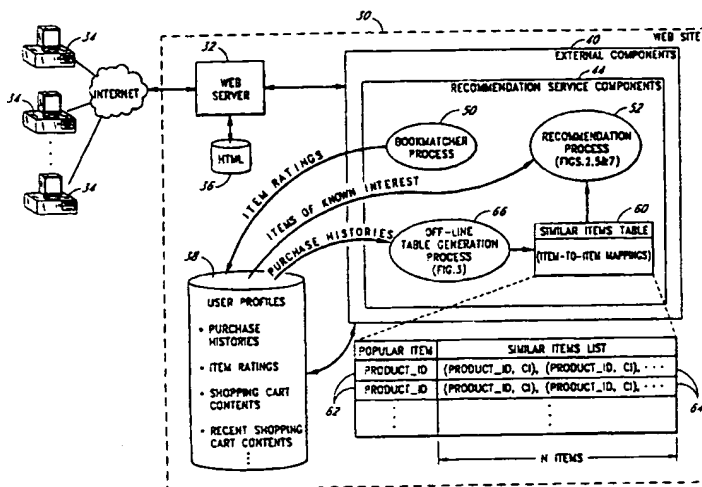 30
WEB SITE
34
32
40
EXTERNAL COMPONENTS
44
RECOMMENDATION SERVICE COMPONENTS
INTERNET
WEB
SERVER
34
50
52
BOOKMATCHER
PROCESS
RECOMMENDATION
PROCESS
(FIGS.2,5&7)
HTML
36
34
ITEM RATINGS
ITEMS OF KNOWN INTEREST
PURCHASE HISTORIES
66
60
OFF-LINE
TABLE GENERATION
PROCESS
(FIG.3)
SIMILAR ITEMS TABLE
(ITEM-TO-ITEM MAPPINGS)
38
USER PROFILES
• PURCHASE
HISTORIES
• ITEM RATINGS
• SHOPPING CART
CONTENTS
• RECENT SHOPPING
CART CONTENTS
POPULAR ITEM
SIMILAR ITEMS LIST
PRODUCT_ID
(PRODUCT_ID, CI), (PRODUCT_ID, CI), ···
PRODUCT_ID
(PRODUCT_ID, CI), (PRODUCT_ID, CI), ···
62
64
N ITEMS